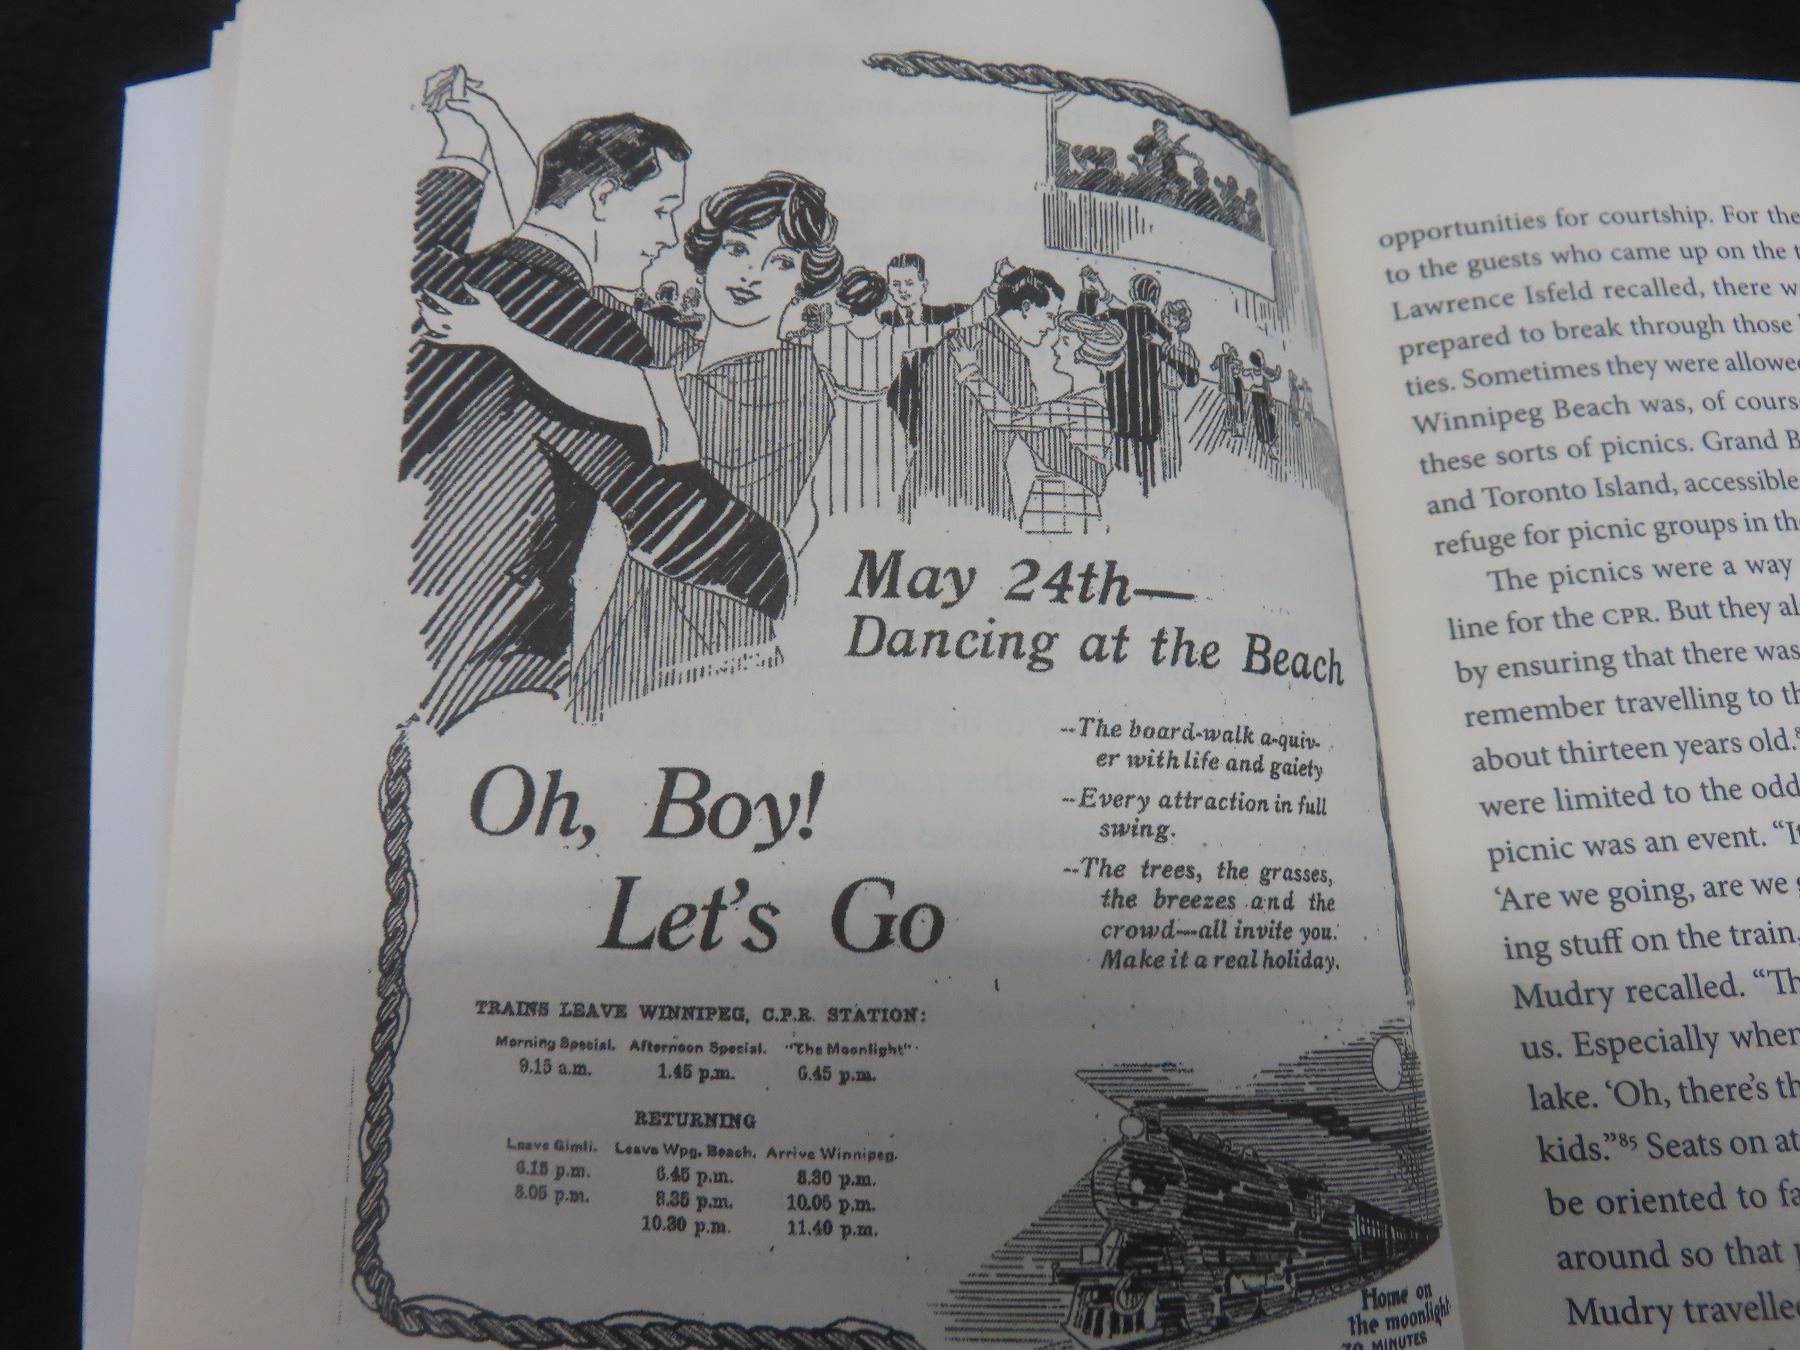 May 24th—
Dancing at the Beach
Oh, Boy!
Let's Go
--The board-walk a-quiv-
er with life and gaiety
--Every attraction in full
swing.
--The trees, the grasses,
the breezes and the
crowd—all invite you.
Make it a real holiday.
TRAINS LEAVE WINNIPEG, C.P.R. STATION:
Morning Special. Afternoon Special. "The Moonlight"
9.15 a.m. 1.45 p.m. 6.45 p.m.
RETURNING
Leave Gimli. Leave Wpg. Beach. Arrive Winnipeg.
6.15 p.m. 6.45 p.m. 8.30 p.m.
8.05 p.m. 8.35 p.m. 10.05 p.m.
10.30 p.m. 11.40 p.m.
Home on
the moonlight
MINUTES
opportunities for courtship. For the
to the guests who came up on the
Lawrence Isfeld recalled, there
prepared to break through those
ties. Sometimes they were allowed
Winnipeg Beach was, of course
these sorts of picnics. Grand
and Toronto Island, accessible
refuge for picnic groups in
The picnics were a way
line for the CPR. But they
by ensuring that there was
remember travelling to
about thirteen years old.
were limited to the odd
picnic was an event.
'Are we going, are we
ing stuff on the train,
Mudry recalled.
us. Especially when
lake. 'Oh, there's
kids."85 Seats on
be oriented to
around so that
Mudry travelled